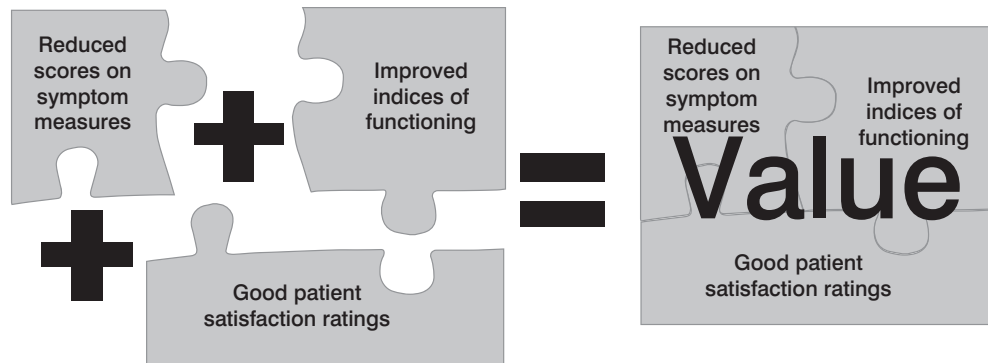 Reduced
scores on
symptom
measures
Improved
indices of
functioning
Good patient
satisfaction ratings
Reduced
scores on
symptom
measures
Improved
indices of
functioning
Value
Good patient
satisfaction ratings